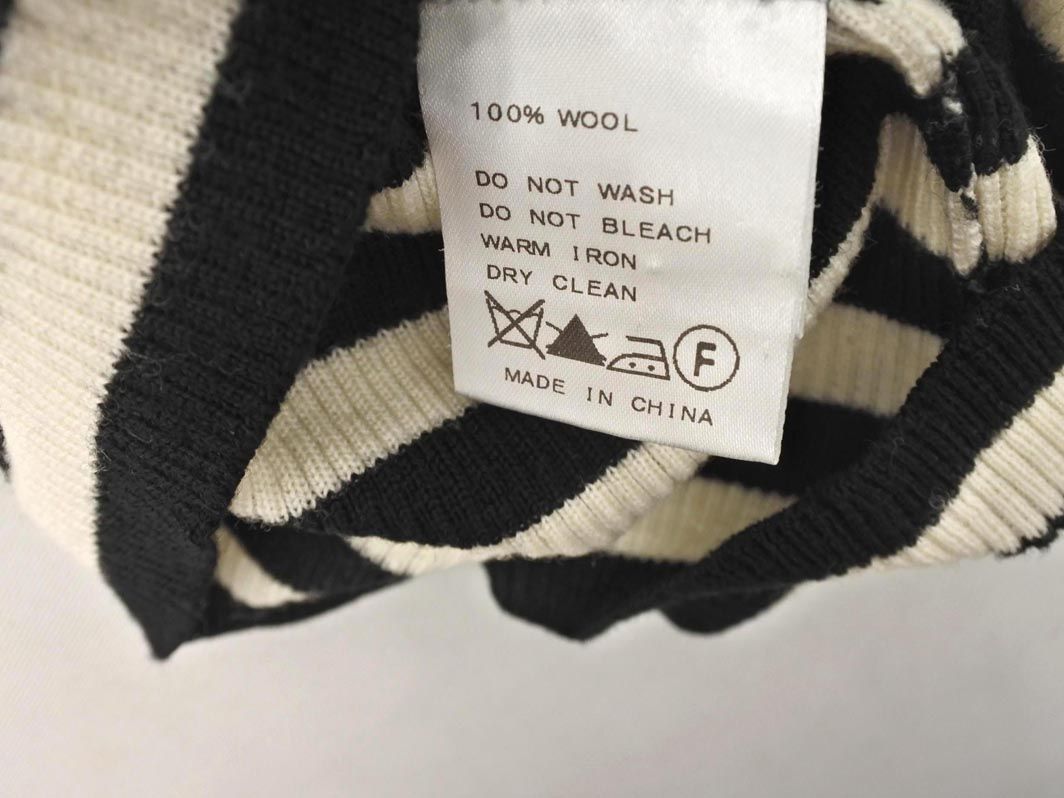 100% WOOL
DO NOT WASH
DO NOT BLEACH
WARM IRON
DRY CLEAN
F
MADE IN CHINA